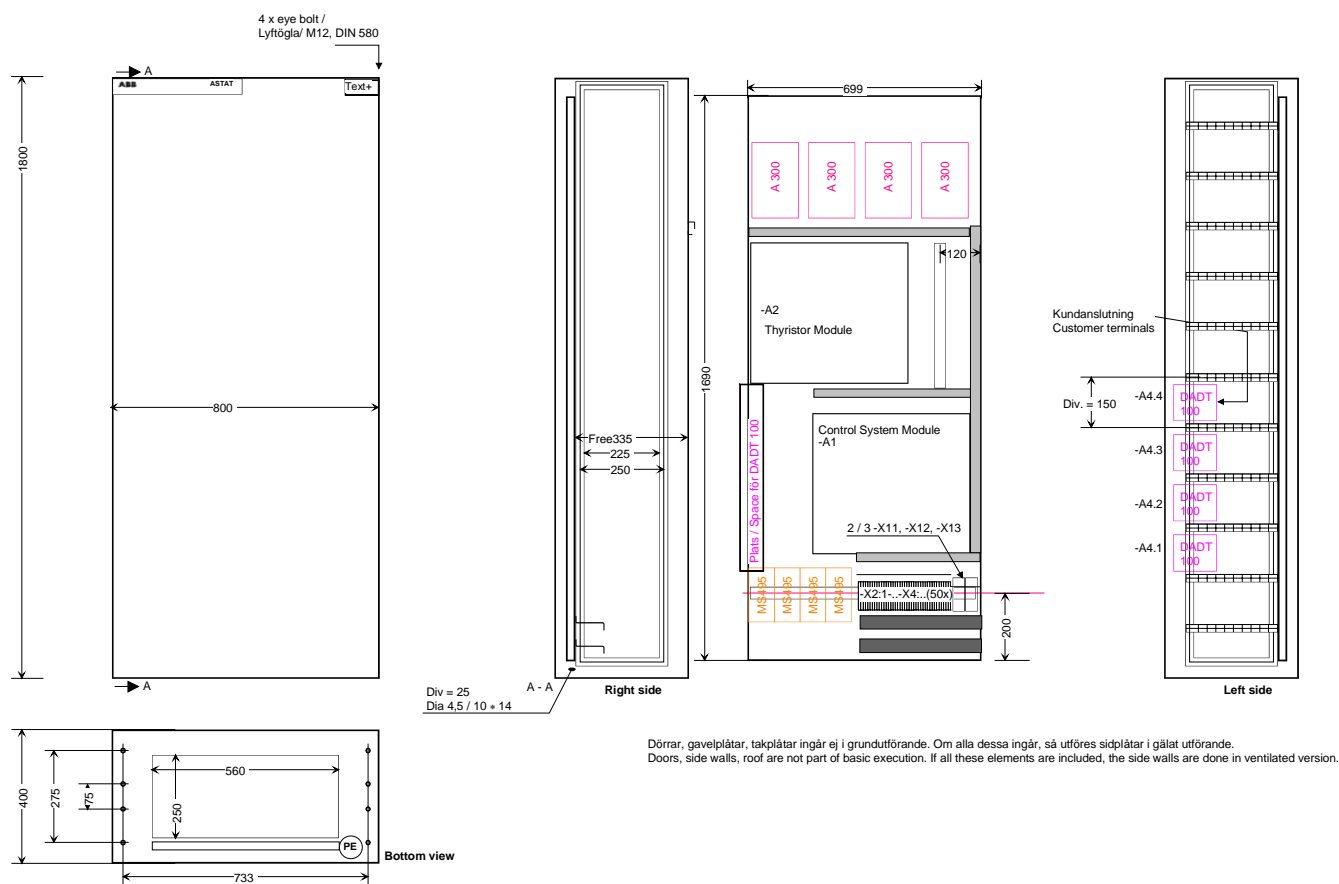 4 x eye bolt /
Lyftögla/ M12, DIN 580
A
ABB
ASTAT
Text+
1800
800
A
Free335
225
250
Div = 25
Dia 4,5 / 10 * 14
A - A
Right side
699
1690
A 300
A 300
A 300
A 300
120
-A2
Thyristor Module
Control System Module
-A1
Plats / Space för DADT 100
2 / 3 -X11, -X12, -X13
MS495
MS495
MS495
MS495
-X2:1-..-X4:..(50x)
200
Kundanslutning
Customer terminals
Div. = 150
-A4.4
DADT
100
-A4.3
DADT
100
-A4.2
DADT
100
-A4.1
DADT
100
Left side
400
275
75
560
250
PE
733
Bottom view
Dörrar, gavelplåtar, takplåtar ingår ej i grundutförande. Om alla dessa ingår, så utföres sidplåtar i gälat utförande.
Doors, side walls, roof are not part of basic execution. If all these elements are included, the side walls are done in ventilated version.